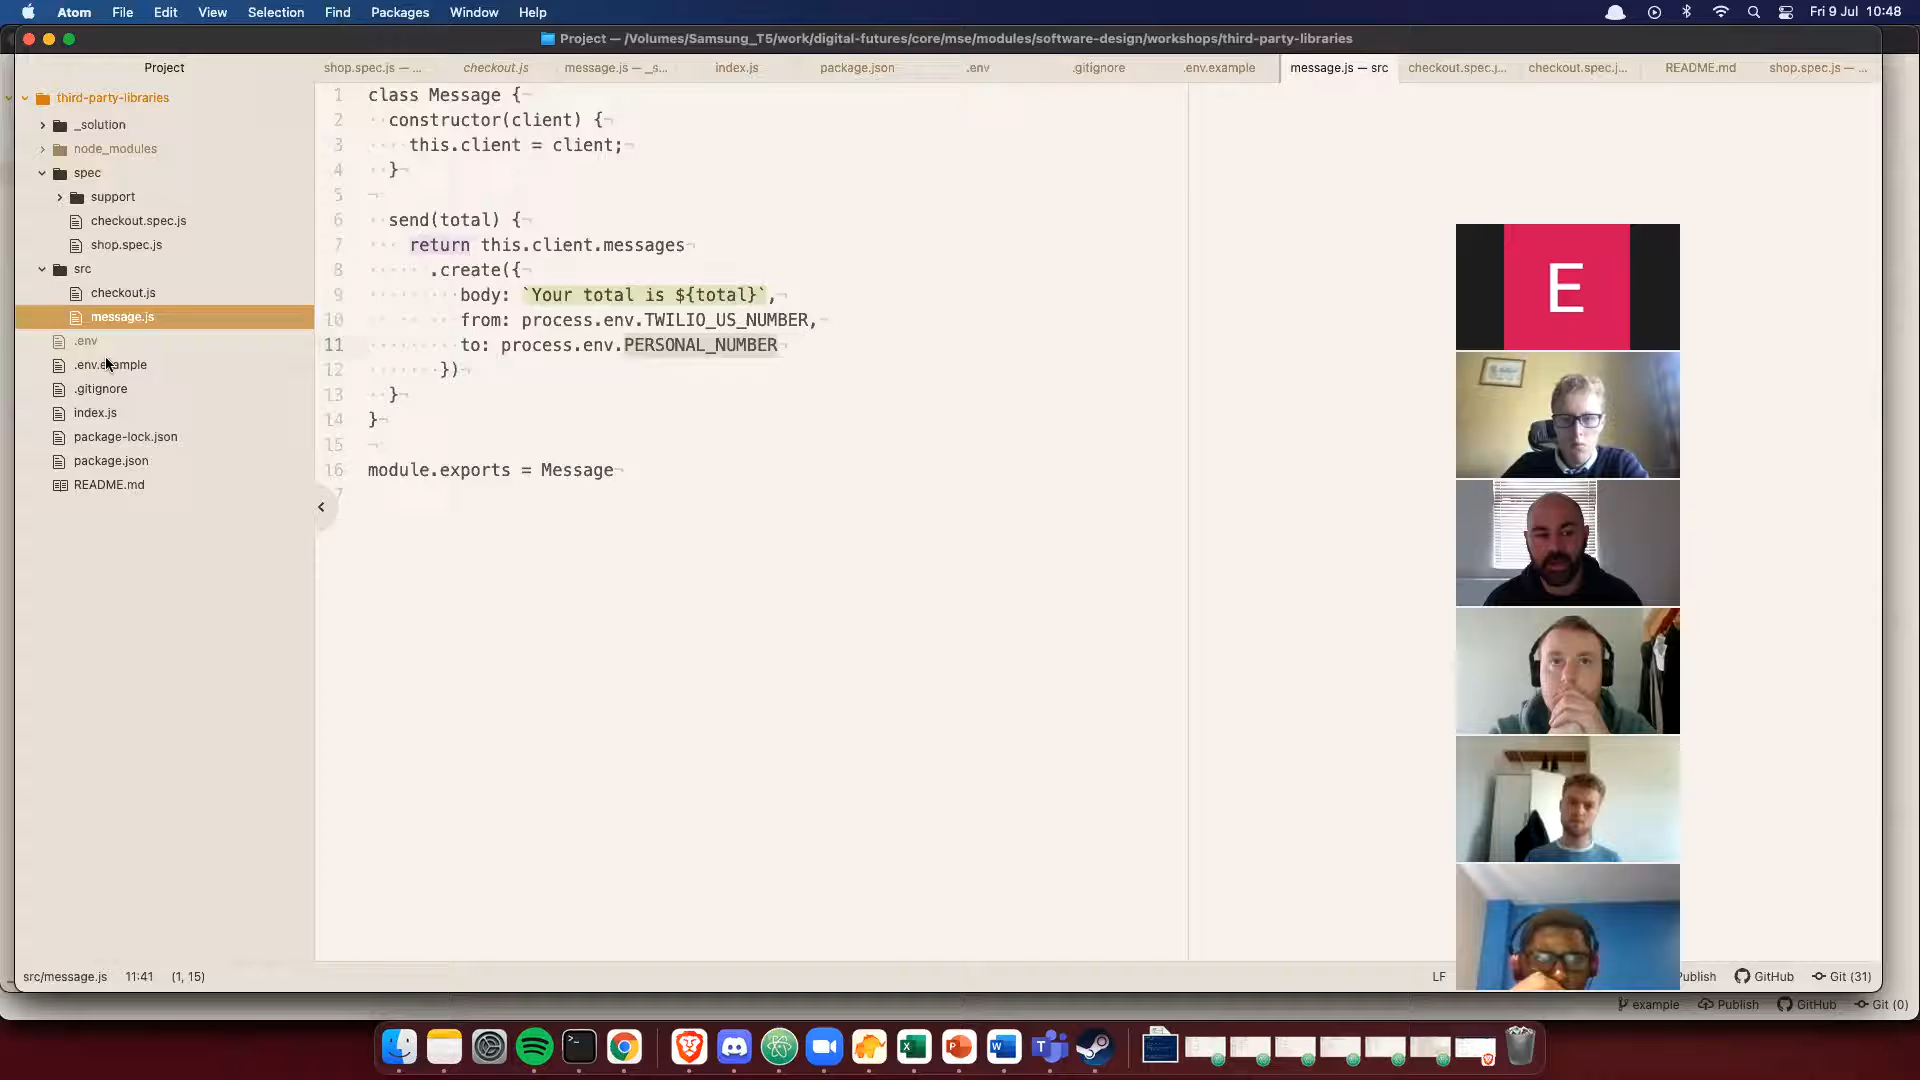 Atom File Edit View Selection Find Packages Window Help Fri 9 Jul 10:48
Project — /Volumes/Samsung_T5/work/digital-futures/core/mse/modules/software-design/workshops/third-party-libraries
Project
shop.spec.js — ... checkout.js message.js — _s... index.js package.json .env .gitignore .env.example message.js — src checkout.spec.j... checkout.spec.j... README.md shop.spec.js — ...
third-party-libraries
_solution
node_modules
spec
support
checkout.spec.js
shop.spec.js
src
checkout.js
message.js
.env
.env.example
.gitignore
index.js
package-lock.json
package.json
README.md
1 class Message {
2 constructor(client) {
3 this.client = client;
4 }
5
6 send(total) {
7 return this.client.messages
8 .create({
9 body: `Your total is ${total}`,
10 from: process.env.TWILIO_US_NUMBER,
11 to: process.env.PERSONAL_NUMBER
12 })
13 }
14 }
15
16 module.exports = Message
E
src/message.js 11:41 (1, 15) LF Publish GitHub Git (31)
example Publish GitHub Git (0)